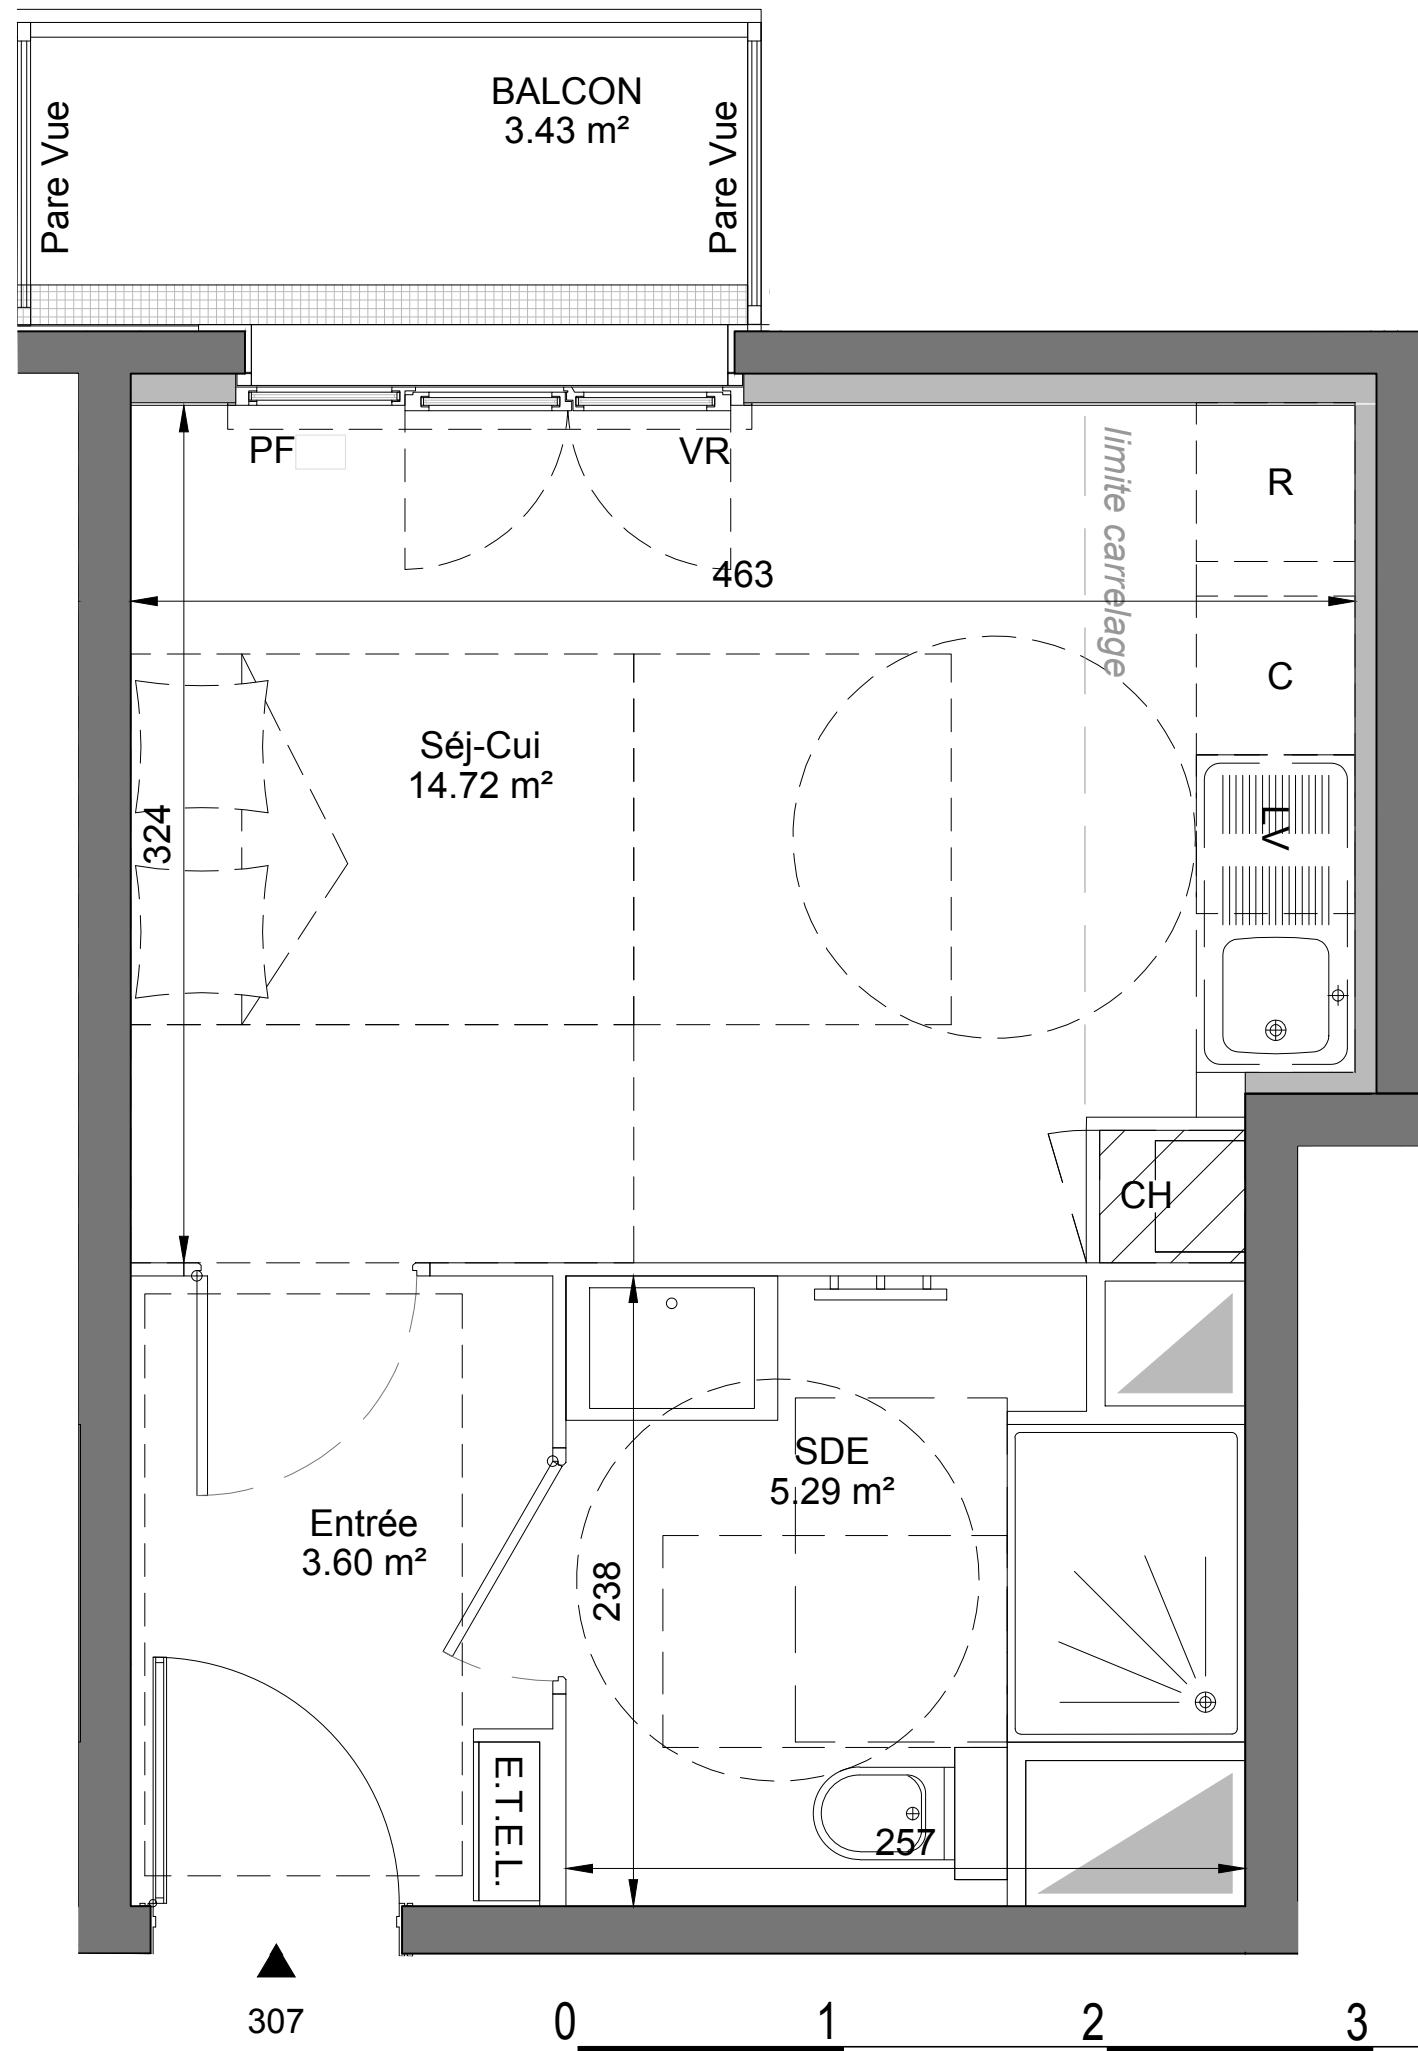 BALCON
3.43 m²
Pare Vue
Pare Vue
PF
VR
limite carrelage
R
463
C
Séj-Cui
14.72 m²
324
LV
CH
SDE
5.29 m²
Entrée
3.60 m²
238
E.T.E.L.
257
307
0
1
2
3